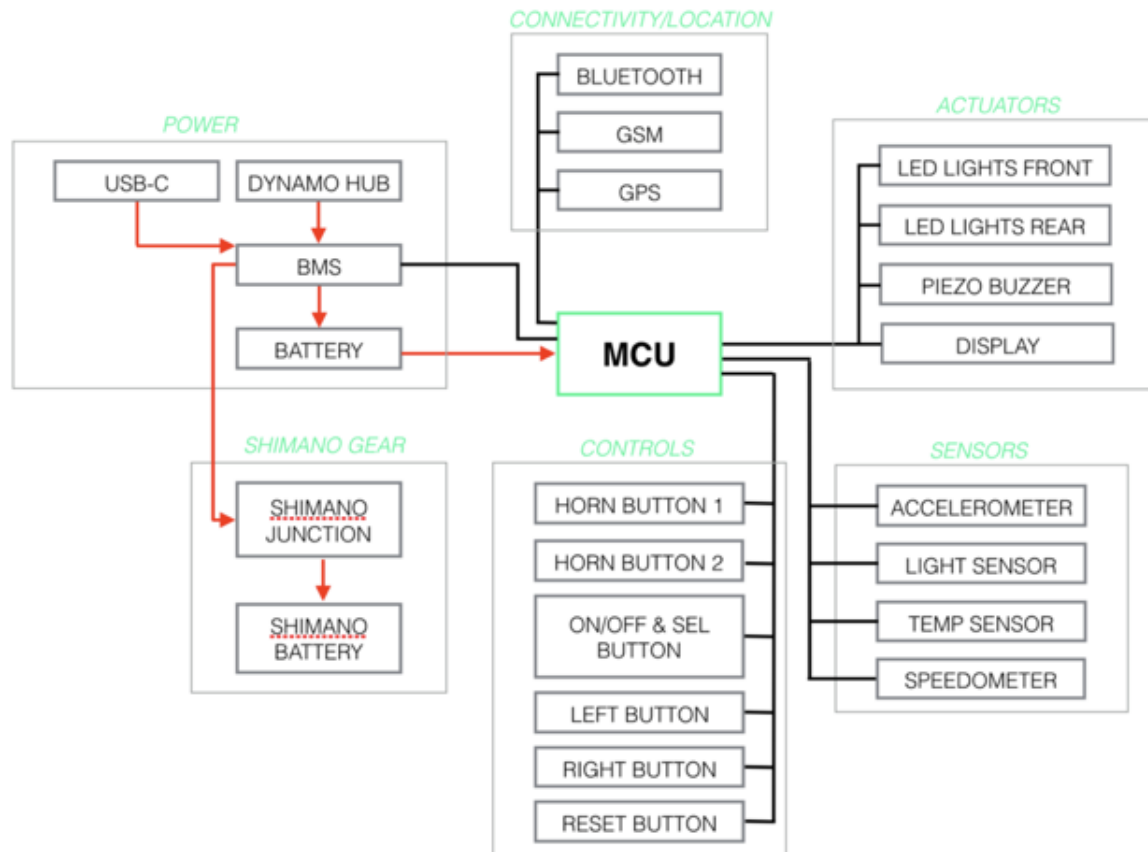 CONNECTIVITY/LOCATION
BLUETOOTH
GSM
GPS
POWER
USB-C
DYNAMO HUB
BMS
BATTERY
ACTUATORS
LED LIGHTS FRONT
LED LIGHTS REAR
PIEZO BUZZER
DISPLAY
MCU
SHIMANO GEAR
SHIMANO
JUNCTION
SHIMANO
BATTERY
CONTROLS
HORN BUTTON 1
HORN BUTTON 2
ON/OFF & SEL
BUTTON
LEFT BUTTON
RIGHT BUTTON
RESET BUTTON
SENSORS
ACCELEROMETER
LIGHT SENSOR
TEMP SENSOR
SPEEDOMETER